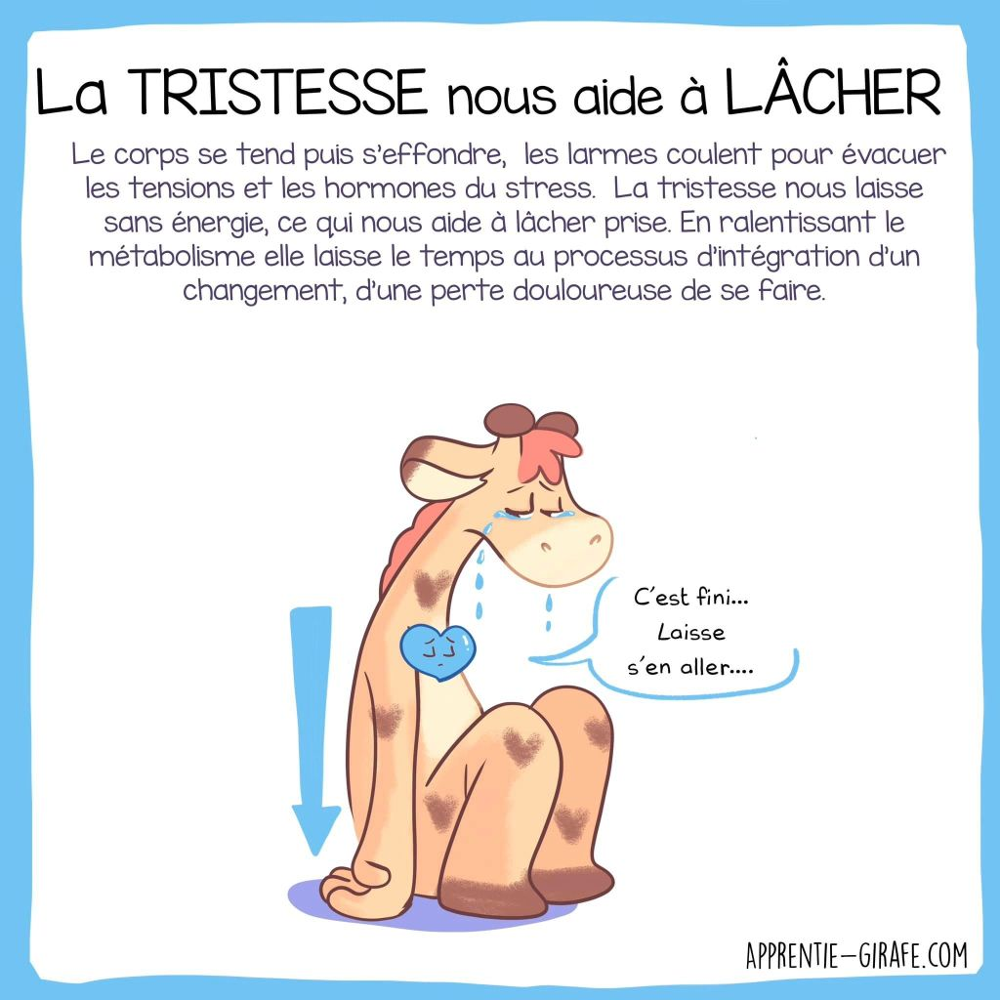 La TRISTESSE nous aide à LÂCHER
Le corps se tend puis s'effondre, les larmes coulent pour évacuer
les tensions et les hormones du stress. La tristesse nous laisse
sans énergie, ce qui nous aide à lâcher prise. En ralentissant le
métabolisme elle laisse le temps au processus d'intégration d'un
changement, d'une perte douloureuse de se faire.
C'est fini...
Laisse
s'en aller....
APPRENTIE-GIRAFE.COM